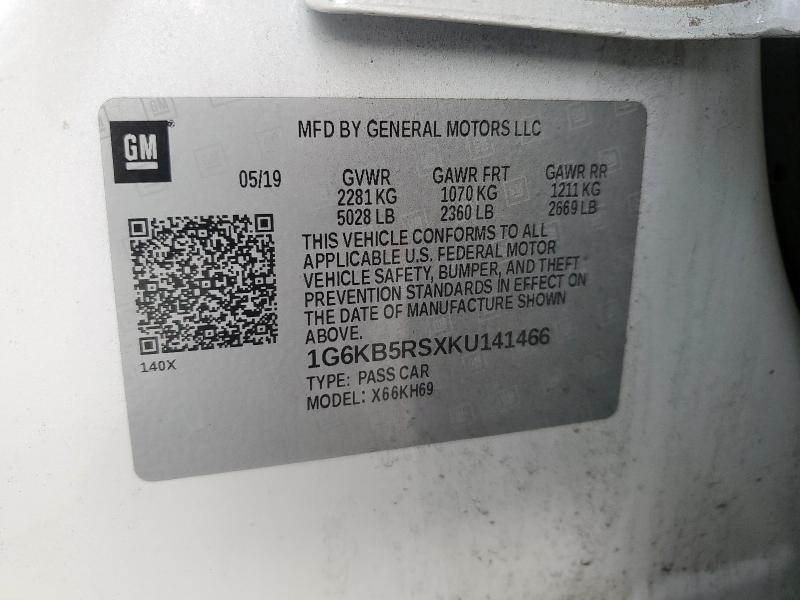 GM
MFD BY GENERAL MOTORS LLC
05/19 GVWR GAWR FRT GAWR RR
2281 KG 1070 KG 1211 KG
5028 LB 2360 LB 2669 LB
THIS VEHICLE CONFORMS TO ALL
APPLICABLE U.S. FEDERAL MOTOR
VEHICLE SAFETY, BUMPER, AND THEFT
PREVENTION STANDARDS IN EFFECT ON
THE DATE OF MANUFACTURE SHOWN
ABOVE.
1G6KB5RSXKU141466
140X
TYPE: PASS CAR
MODEL: X66KH69